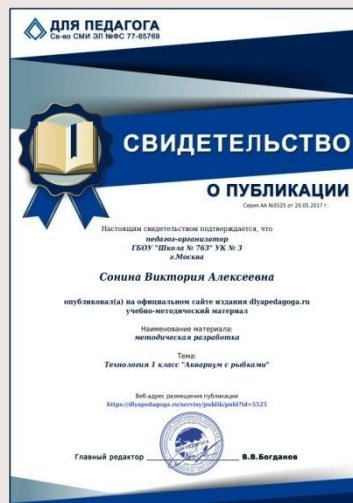 ДЛЯ ПЕДАГОГА
Св-во СМИ ЭЛ №ФС 77-65769
СВИДЕТЕЛЬСТВО
О ПУБЛИКАЦИИ
Серия АА №5525 от 20.05.2017 г.
Настоящим свидетельством подтверждается, что
педагог-организатор
ГБОУ "Школа № 763" УК № 3
г.Москва
Сонина Виктория Алексеевна
опубликовал(а) на официальном сайте издания dlyapedagoga.ru
учебно-методический материал
Наименование материала:
методическая разработка
Тема:
Технология 1 класс "Аквариум с рыбками"
Веб-адрес размещения публикации
https://dlyapedagoga.ru/servisy/publik/publ?id=5525
Главный редактор
В.В.Богданов